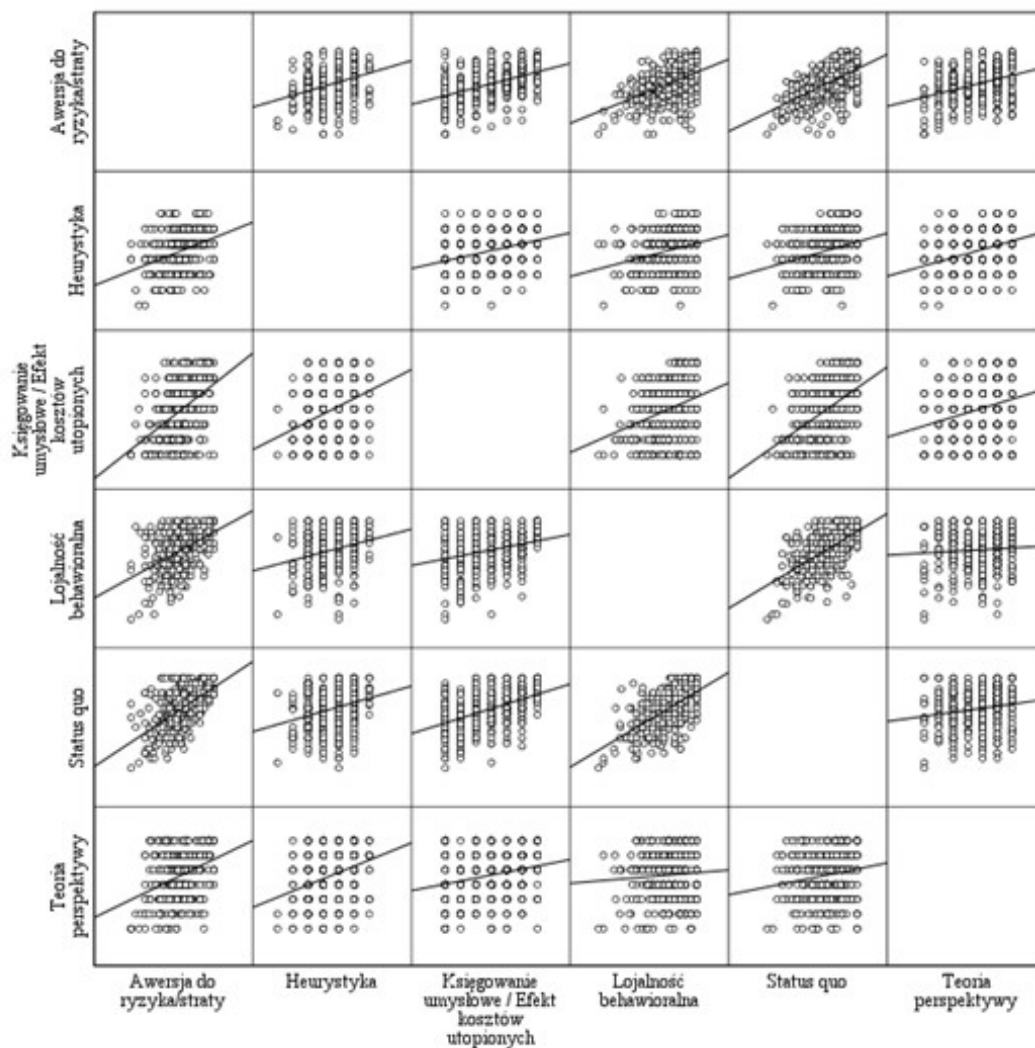 Awersja do
ryzyka/straty
Heurystyka
Księgowanie
umysłowe / Efekt
kosztów
utopionych
Lojalność
behawioralna
Status quo
Teoria
perspektywy
Awersja do
ryzyka/straty
Heurystyka
Księgowanie
umysłowe / Efekt
kosztów
utopionych
Lojalność
behawioralna
Status quo
Teoria
perspektywy